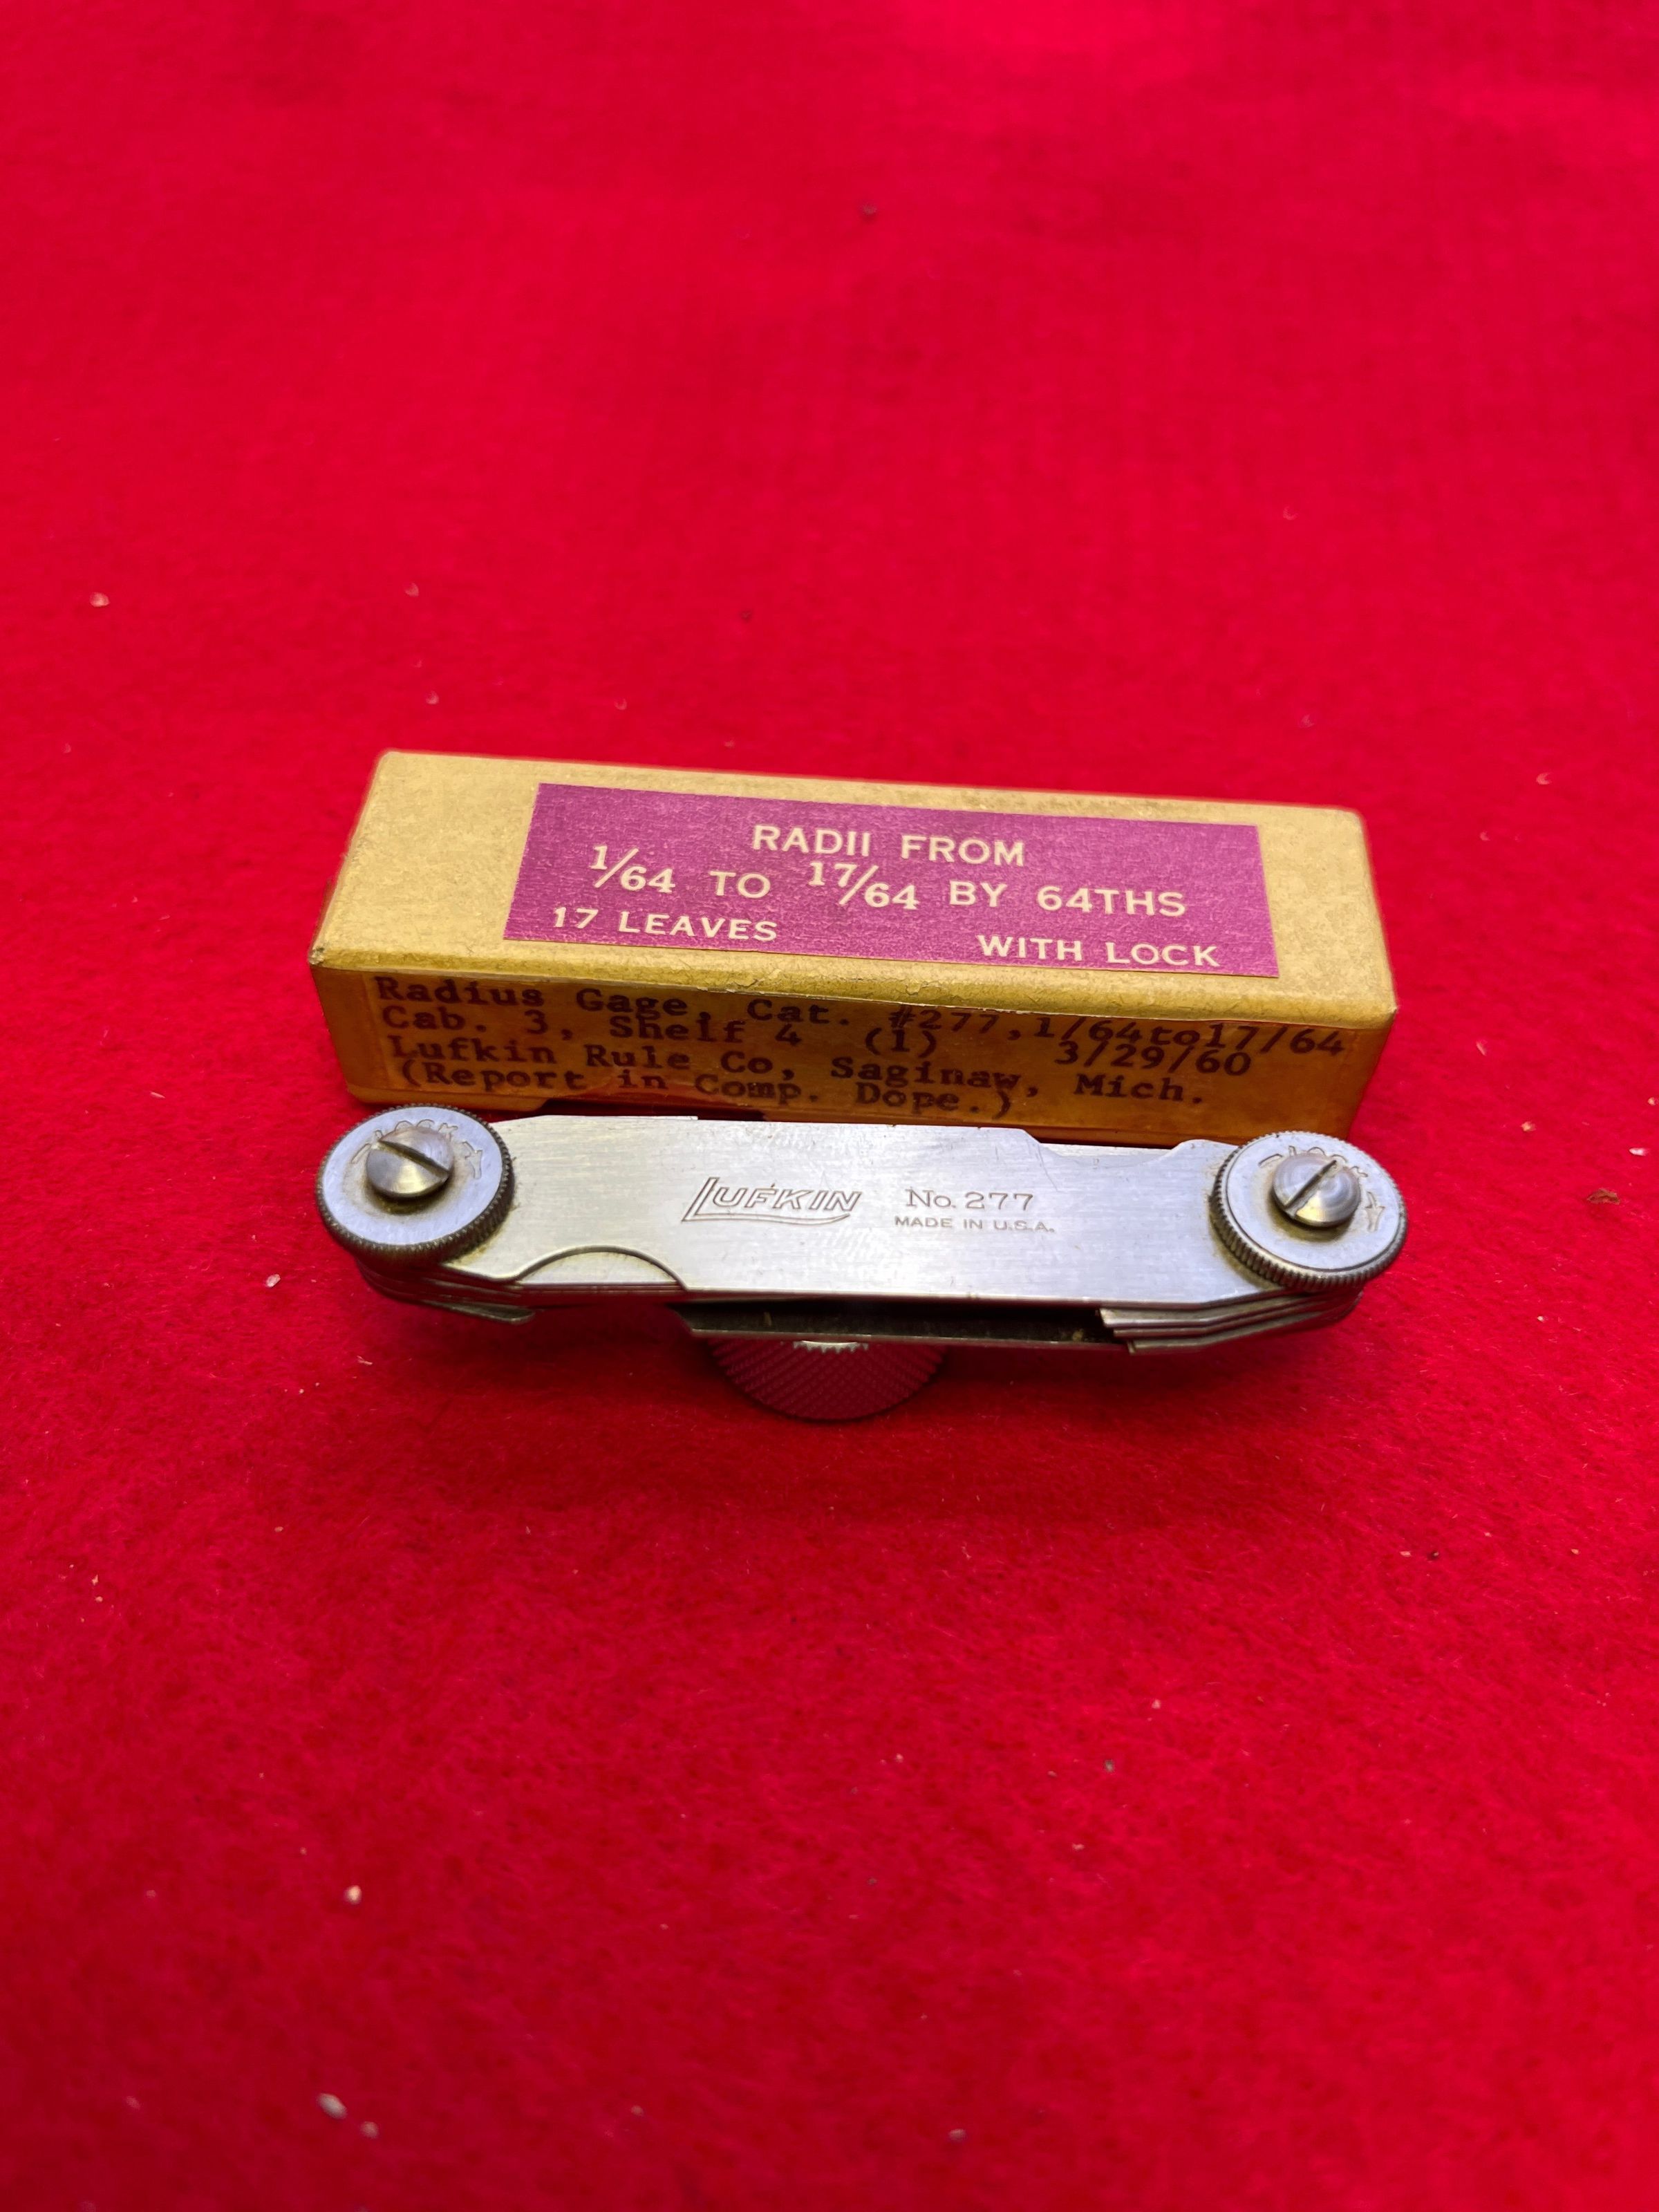 RADII FROM
1/64 TO 17/64 BY 64THS
17 LEAVES WITH LOCK
Radius Gage, Cat. #277, 1/64to17/64
Cab. 3, Shelf 4 (1) 3/29/60
Lufkin Rule Co, Saginaw, Mich.
(Report in Comp. Dope.)
LOCK
LUFKIN No. 277
MADE IN U.S.A.
LOCK